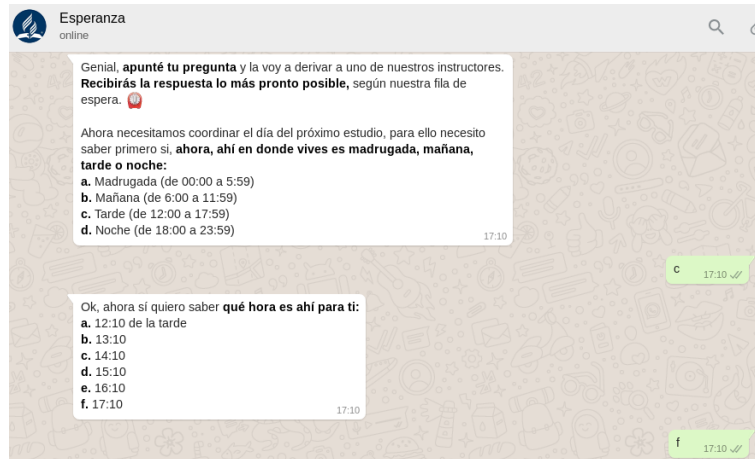 Esperanza
online
Genial, apunté tu pregunta y la voy a derivar a uno de nuestros instructores.
Recibirás la respuesta lo más pronto posible, según nuestra fila de
espera.
Ahora necesitamos coordinar el día del próximo estudio, para ello necesito
saber primero si, ahora, ahí en donde vives es madrugada, mañana,
tarde o noche:
a. Madrugada (de 00:00 a 5:59)
b. Mañana (de 6:00 a 11:59)
c. Tarde (de 12:00 a 17:59)
d. Noche (de 18:00 a 23:59)
17:10
c
17:10
Ok, ahora sí quiero saber qué hora es ahí para ti:
a. 12:10 de la tarde
b. 13:10
c. 14:10
d. 15:10
e. 16:10
f. 17:10
17:10
f
17:10